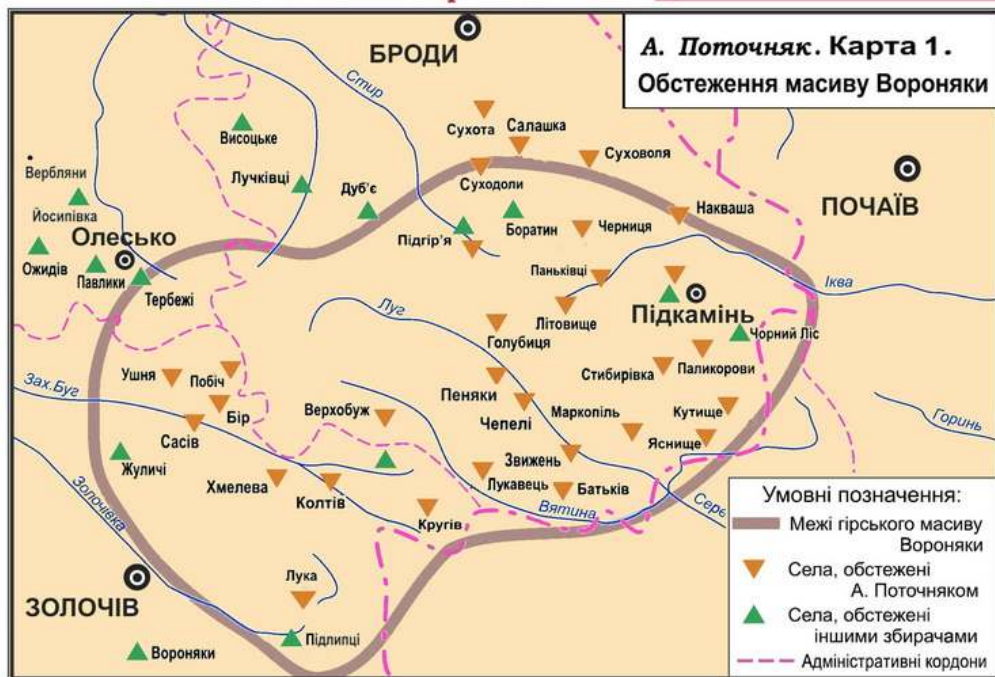 БРОДИ
А. Поточняк. Карта 1.
Обстеження масиву Вороняки
Стир
Сухота
Салашка
Суховоля
Висоцьке
Вербляни
Лучківці
Дуб'є
Суходоли
ПОЧАЇВ
Йосипівка
Олесько
Підгір'я
Боратин
Черниця
Накваша
Ожидів
Павлики
Тербежі
Паньківці
Іква
Луг
Літовище
Підкамінь
Голубиця
Чорний Ліс
Ушня
Побіч
Стибирівка
Паликорови
Зах.Буг
Бір
Верхобуж
Пеняки
Чепелі
Маркопіль
Кутище
Горинь
Сасів
Яснище
Жуличі
Звижень
Хмелева
Колтів
Лукавець
Батьків
Золочівка
Кругів
Вятина
Сере
Лука
ЗОЛОЧІВ
Підлипці
Вороняки
Умовні позначення:
Межі гірського масиву
Вороняки
Села, обстежені
А. Поточняком
Села, обстежені
іншими збирачами
Адміністративні кордони